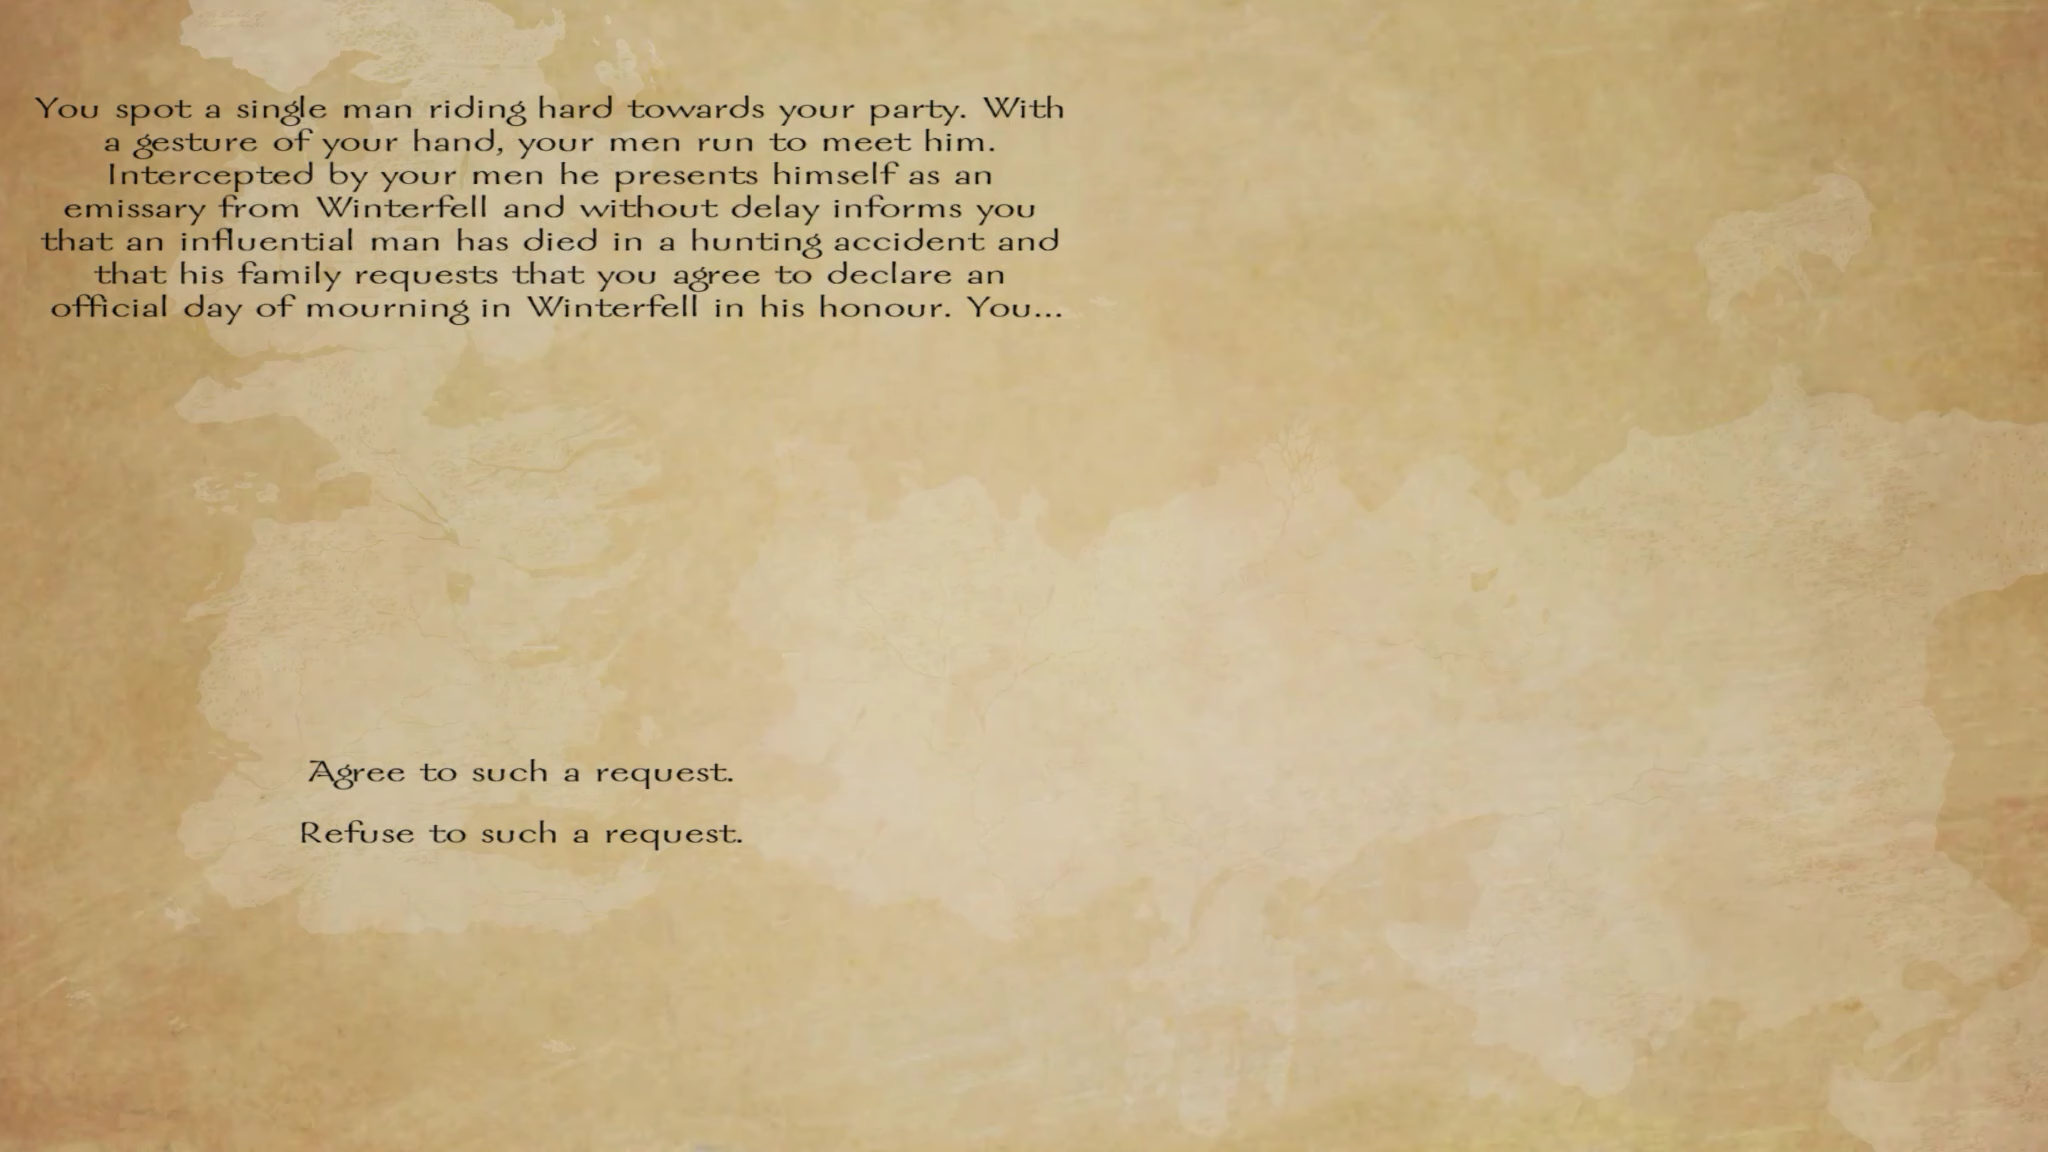 You spot a single man riding hard towards your party. With
a gesture of your hand, your men run to meet him.
Intercepted by your men he presents himself as an
emissary from Winterfell and without delay informs you
that an influential man has died in a hunting accident and
that his family requests that you agree to declare an
official day of mourning in Winterfell in his honour. You...
Agree to such a request.
Refuse to such a request.